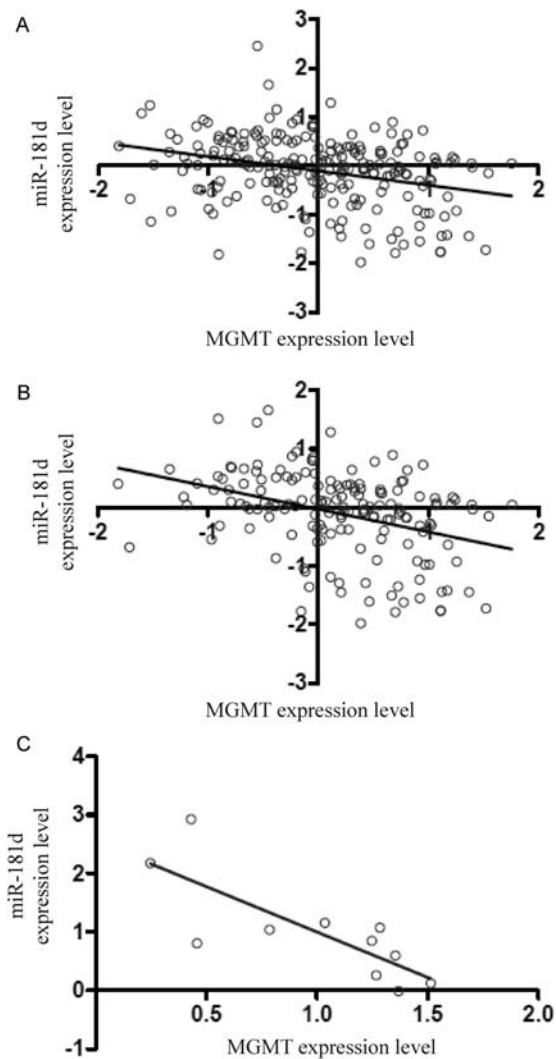 A
miR-181d
expression level
3
2
1
-2
-1
1
2
-1
-2
-3
MGMT expression level
B
miR-181d
expression level
2
1
-2
-1
1
2
-1
-2
-3
MGMT expression level
C
miR-181d
expression level
4
3
2
1
0
-1
0.5
1.0
1.5
2.0
MGMT expression level